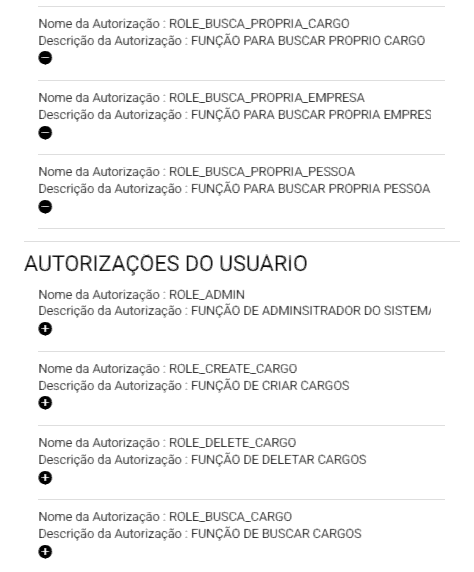 Nome da Autorização : ROLE_BUSCA_PROPRIA_CARGO
Descrição da Autorização : FUNÇÃO PARA BUSCAR PROPRIO CARGO
Nome da Autorização : ROLE_BUSCA_PROPRIA_EMPRESA
Descrição da Autorização : FUNÇÃO PARA BUSCAR PROPRIA EMPRES
Nome da Autorização : ROLE_BUSCA_PROPRIA_PESSOA
Descrição da Autorização : FUNÇÃO PARA BUSCAR PROPRIA PESSOA
AUTORIZAÇOES DO USUARIO
Nome da Autorização : ROLE_ADMIN
Descrição da Autorização : FUNÇÃO DE ADMINSITRADOR DO SISTEM
Nome da Autorização : ROLE_CREATE_CARGO
Descrição da Autorização : FUNÇÃO DE CRIAR CARGOS
Nome da Autorização : ROLE_DELETE_CARGO
Descrição da Autorização : FUNÇÃO DE DELETAR CARGOS
Nome da Autorização : ROLE_BUSCA_CARGO
Descrição da Autorização : FUNÇÃO DE BUSCAR CARGOS